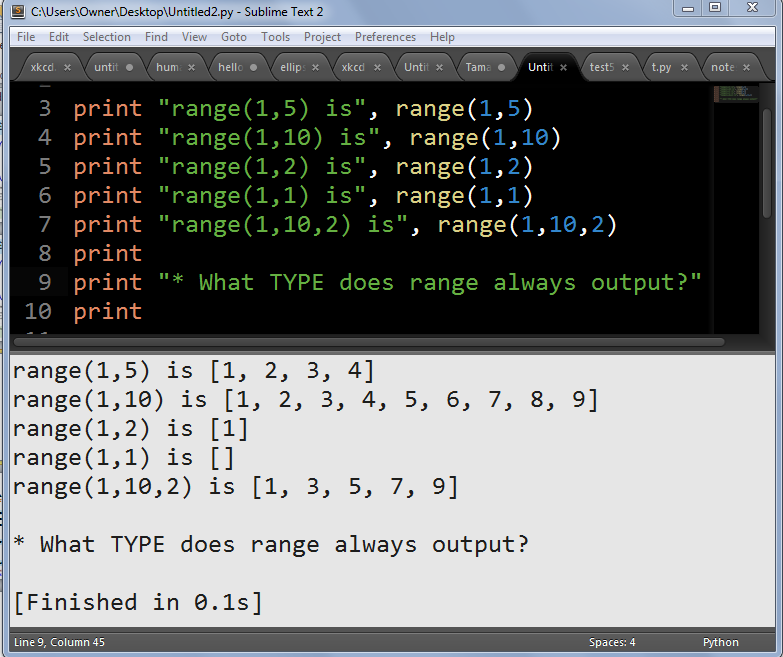 C:\Users\Owner\Desktop\Untitled2.py - Sublime Text 2
File Edit Selection Find View Goto Tools Project Preferences Help
xkcd. untit hum hello ellip xkcd Untit Tama Untit test5 t.py note
3 print "range(1,5) is", range(1,5)
4 print "range(1,10) is", range(1,10)
5 print "range(1,2) is", range(1,2)
6 print "range(1,1) is", range(1,1)
7 print "range(1,10,2) is", range(1,10,2)
8 print
9 print "* What TYPE does range always output?"
10 print
range(1,5) is [1, 2, 3, 4]
range(1,10) is [1, 2, 3, 4, 5, 6, 7, 8, 9]
range(1,2) is [1]
range(1,1) is []
range(1,10,2) is [1, 3, 5, 7, 9]
* What TYPE does range always output?
[Finished in 0.1s]
Line 9, Column 45 Spaces: 4 Python